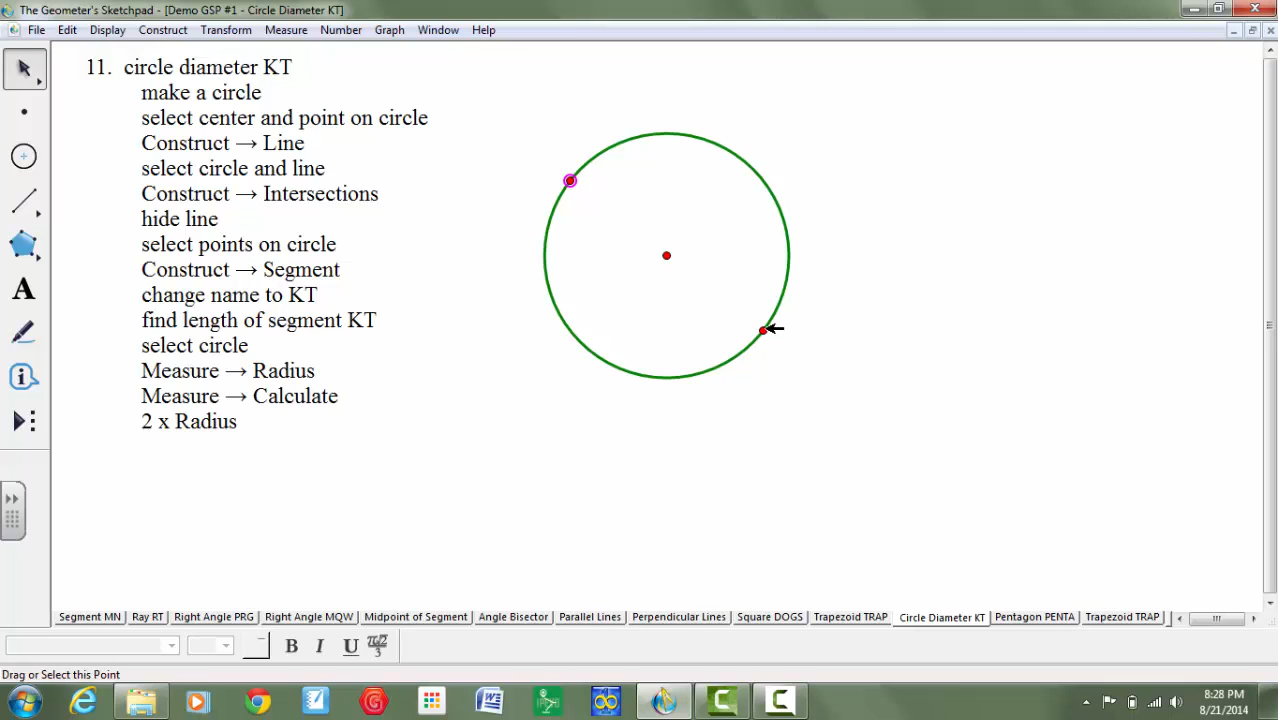 The Geometer's Sketchpad - [Demo GSP #1 - Circle Diameter KT]
File Edit Display Construct Transform Measure Number Graph Window Help
11. circle diameter KT
make a circle
select center and point on circle
Construct → Line
select circle and line
Construct → Intersections
hide line
select points on circle
Construct → Segment
change name to KT
find length of segment KT
select circle
Measure → Radius
Measure → Calculate
2 x Radius
Segment MN Ray RT Right Angle PRG Right Angle MQW Midpoint of Segment Angle Bisector Parallel Lines Perpendicular Lines Square DOGS Trapezoid TRAP Circle Diameter KT Pentagon PENTA Trapezoid TRAP
B I U
Drag or Select this Point
8:28 PM
8/21/2014